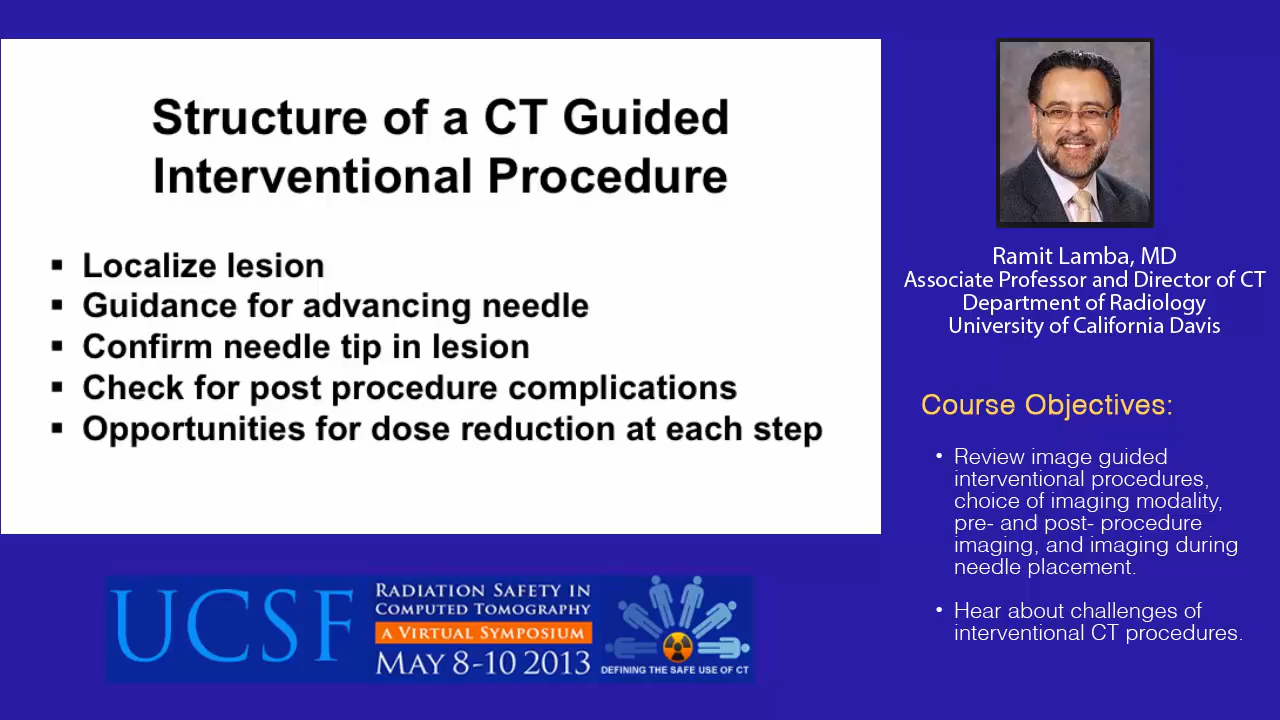 Structure of a CT Guided
Interventional Procedure
▪ Localize lesion
▪ Guidance for advancing needle
▪ Confirm needle tip in lesion
▪ Check for post procedure complications
▪ Opportunities for dose reduction at each step
Ramit Lamba, MD
Associate Professor and Director of CT
Department of Radiology
University of California Davis
Course Objectives:
• Review image guided
interventional procedures,
choice of imaging modality,
pre- and post- procedure
imaging, and imaging during
needle placement.
• Hear about challenges of
interventional CT procedures.
UCSF
RADIATION SAFETY IN
COMPUTED TOMOGRAPHY
A VIRTUAL SYMPOSIUM
MAY 8-10 2013
DEFINING THE SAFE USE OF CT